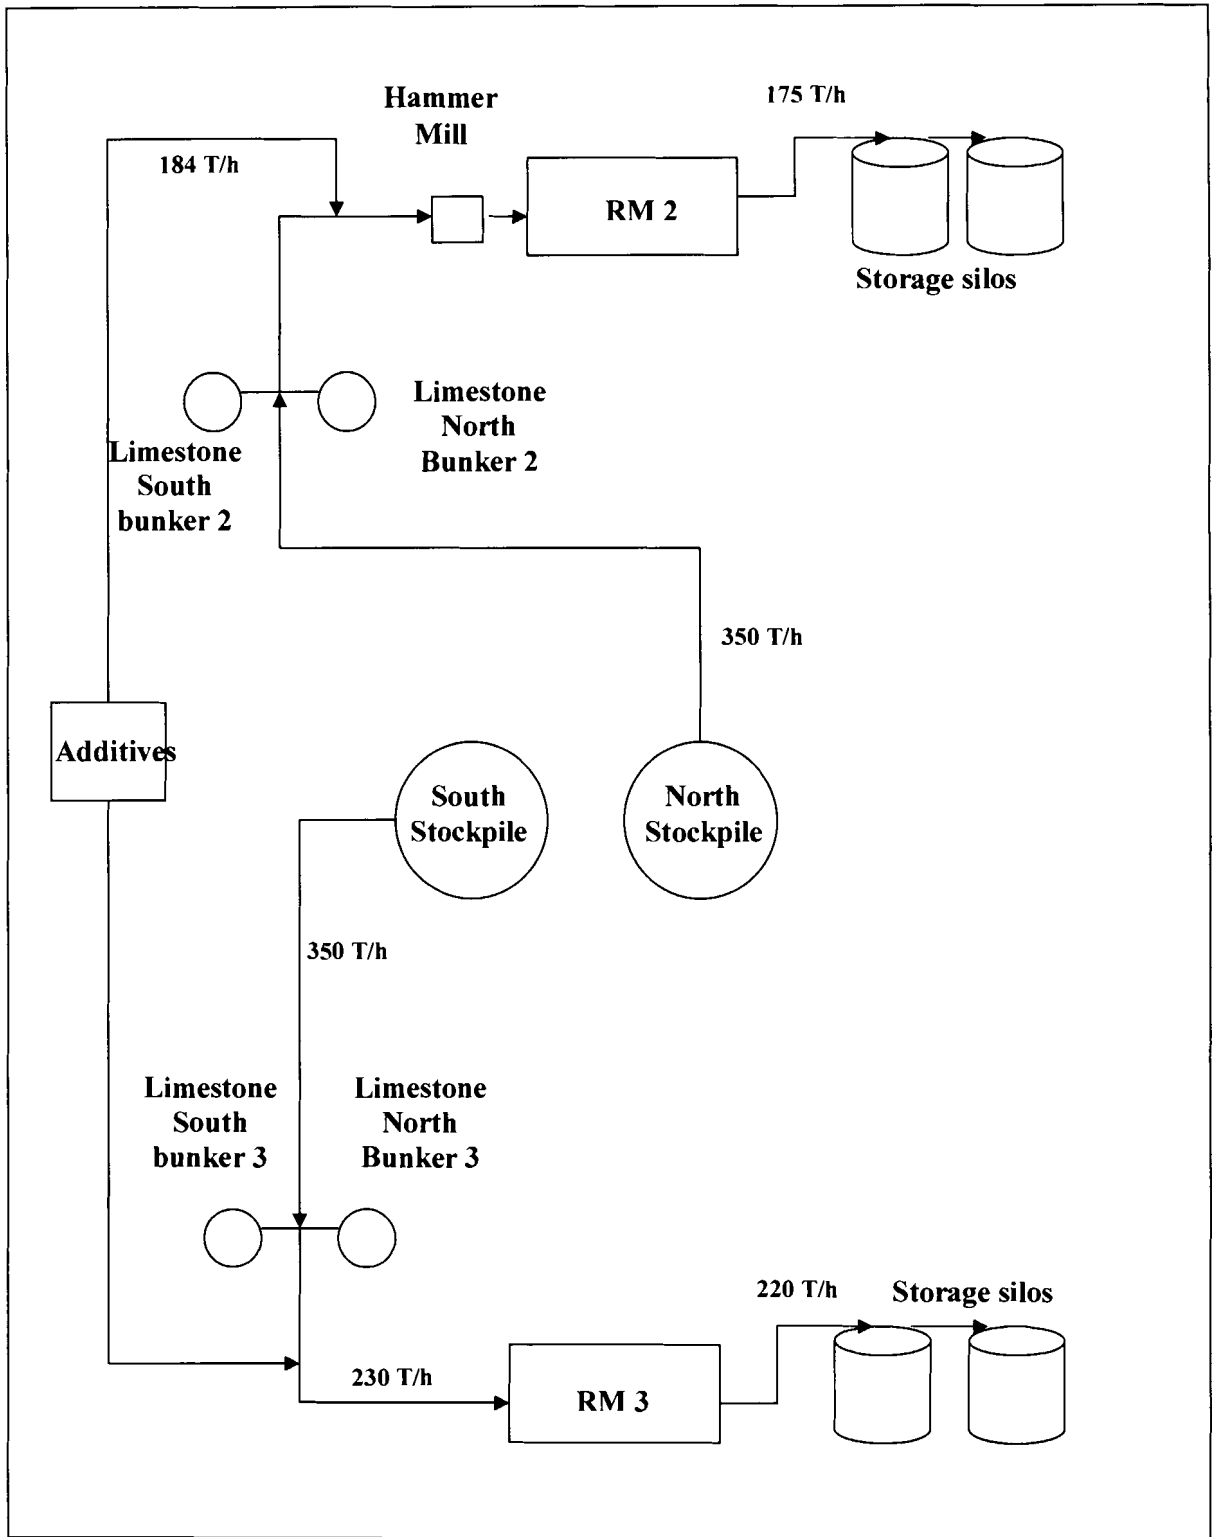 Hammer
Mill
175 T/h
184 T/h
RM 2
Storage silos
Limestone
North
Bunker 2
Limestone
South
bunker 2
350 T/h
Additives
South
Stockpile
North
Stockpile
350 T/h
Limestone
South
bunker 3
Limestone
North
Bunker 3
220 T/h
Storage silos
230 T/h
RM 3